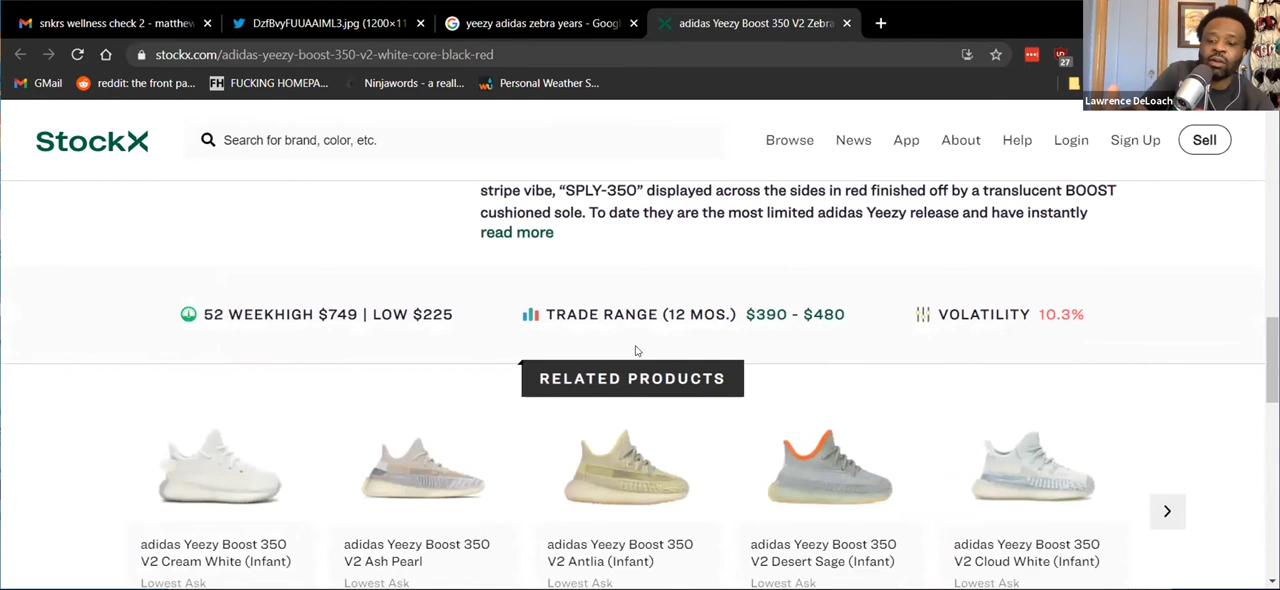 snkrs wellness check 2 - matthew
DzfBvyFUUAAIML3.jpg (1200×11
yeezy adidas zebra years - Goog
adidas Yeezy Boost 350 V2 Zebra
stockx.com/adidas-yeezy-boost-350-v2-white-core-black-red
27
GMail
reddit: the front pa...
FH
FUCKING HOMEPA...
Ninjawords - a reall...
Personal Weather S...
Lawrence DeLoach
StockX
Search for brand, color, etc.
Browse
News
App
About
Help
Login
Sign Up
Sell
stripe vibe, “SPLY-350” displayed across the sides in red finished off by a translucent BOOST
cushioned sole. To date they are the most limited adidas Yeezy release and have instantly
read more
52 WEEKHIGH $749 | LOW $225
TRADE RANGE (12 MOS.) $390 - $480
VOLATILITY 10.3%
RELATED PRODUCTS
adidas Yeezy Boost 350
V2 Cream White (Infant)
Lowest Ask
adidas Yeezy Boost 350
V2 Ash Pearl
Lowest Ask
adidas Yeezy Boost 350
V2 Antlia (Infant)
Lowest Ask
adidas Yeezy Boost 350
V2 Desert Sage (Infant)
Lowest Ask
adidas Yeezy Boost 350
V2 Cloud White (Infant)
Lowest Ask